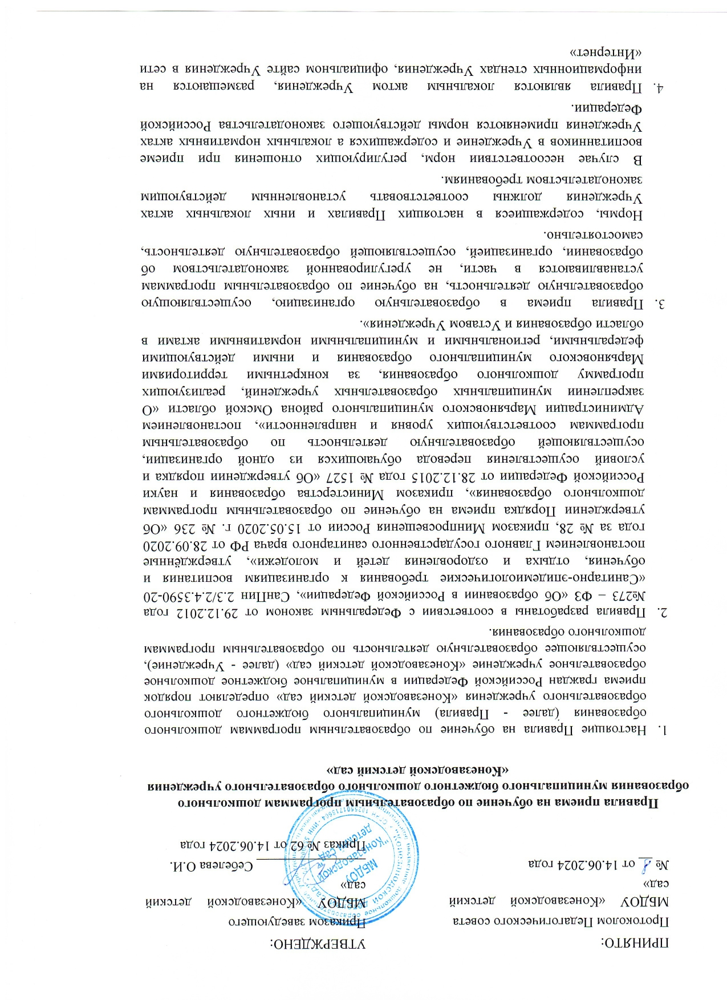 ПРИНЯТО:
Протоколом Педагогического совета
МБДОУ «Конезаводской детский
сад»
№ от 14.06.2024 года
УТВЕРЖДЕНО:
Приказом заведующего
МБДОУ «Конезаводской детский
сад»
Себелева О.И.
Приказ № 62 от 14.06.2024 года
МБДОУ
"Конезаводской
детский сад"
Правила приема на обучение по образовательным программам дошкольного
образования муниципального бюджетного дошкольного образовательного учреждения
«Конезаводской детский сад»
1. Настоящие Правила на обучение по образовательным программам дошкольного
образования (далее - Правила) муниципального бюджетного дошкольного
образовательного учреждения «Конезаводской детский сад» определяют порядок
приема граждан Российской Федерации в муниципальное бюджетное дошкольное
образовательное учреждение «Конезаводской детский сад» (далее - Учреждение),
осуществляющее образовательную деятельность по образовательным программам
дошкольного образования.
2. Правила разработаны в соответсвии с Федеральным законом от 29.12.2012 года
№273 – ФЗ «Об образовании в Российской Федерации», СанПин 2.3/2.4.3590-20
«Санитарно-эпидемиологические требования к организациям воспитания и
обучения, отдыха и оздоровления детей и молодежи», утверждённые
постановлением Главного государственного санитарного врача РФ от 28.09.2020
года за № 28, приказом Минпросвещения России от 15.05.2020 г. № 236 «Об
утверждении Порядка приема на обучение по образовательным программам
дошкольного образования», приказом Министерства образования и науки
Российской Федерации от 28.12.2015 года № 1527 «Об утверждении порядка и
условий осуществления перевода обучающихся из одной организации,
осуществляющей образовательную деятельность по образовательным
программам соответствующих уровня и напрвленности», постановлением
Администрации Марьяновского муниципального района Омской области «О
закреплении муниципальных образовательных учреждений, реализующих
программу дошкольного образования, за конкретными территориями
Марьяновского муниципального образования и иными действующими
федеральными, региональными и муниципальными нормативными актами в
области образования и Уставом Учреждения».
3. Правила приема в образовательную организацию, осуществляющую
образовательную деятельность, на обучение по образовательным программам
устанавливаются в части, не урегулированной законодательством об
образовании, организацией, осуществляющей образовательную деятельность,
самостоятельно.
Нормы, содержащиеся в настоящих Правилах и иных локальных актах
Учреждения должны соответствовать установленным действующим
законодательством требованиям.
В случае несоответствии норм, регулирующих отношения при приеме
воспитанников в Учреждение и содержащихся а локальных нормативных актах
Учреждения применяются нормы действующего законодательства Российской
Федерации.
4. Правила являются локальным актом Учреждения, размещаются на
информационных стендах Учреждения, официальном сайте Учреждения в сети
«Интернет»